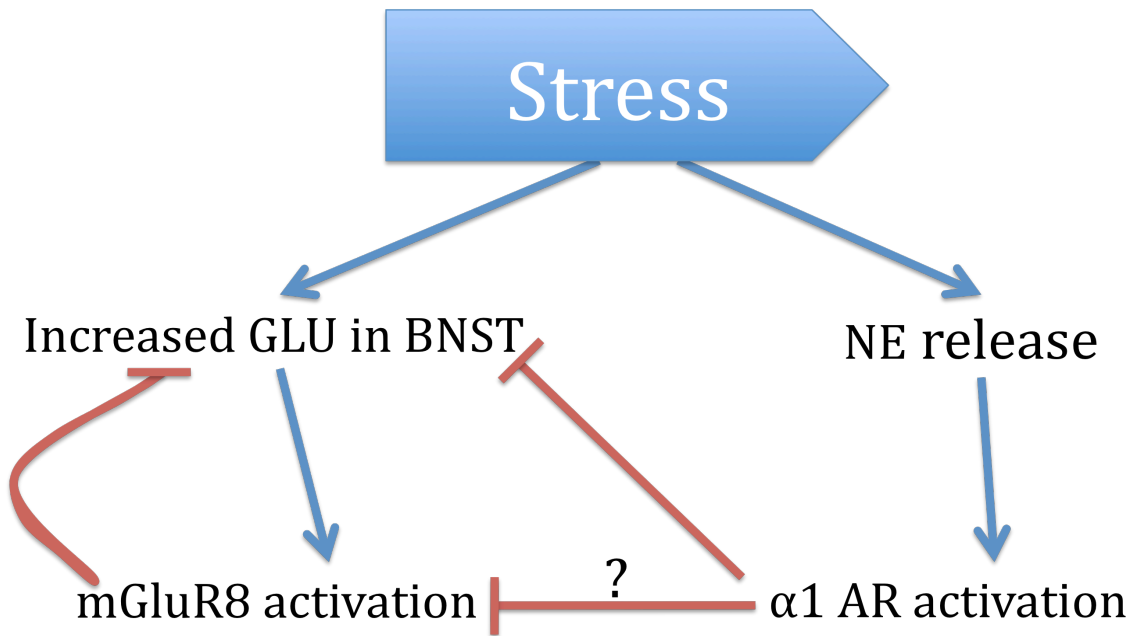 Stress
Increased GLU in BNST
NE release
?
mGluR8 activation
α1 AR activation